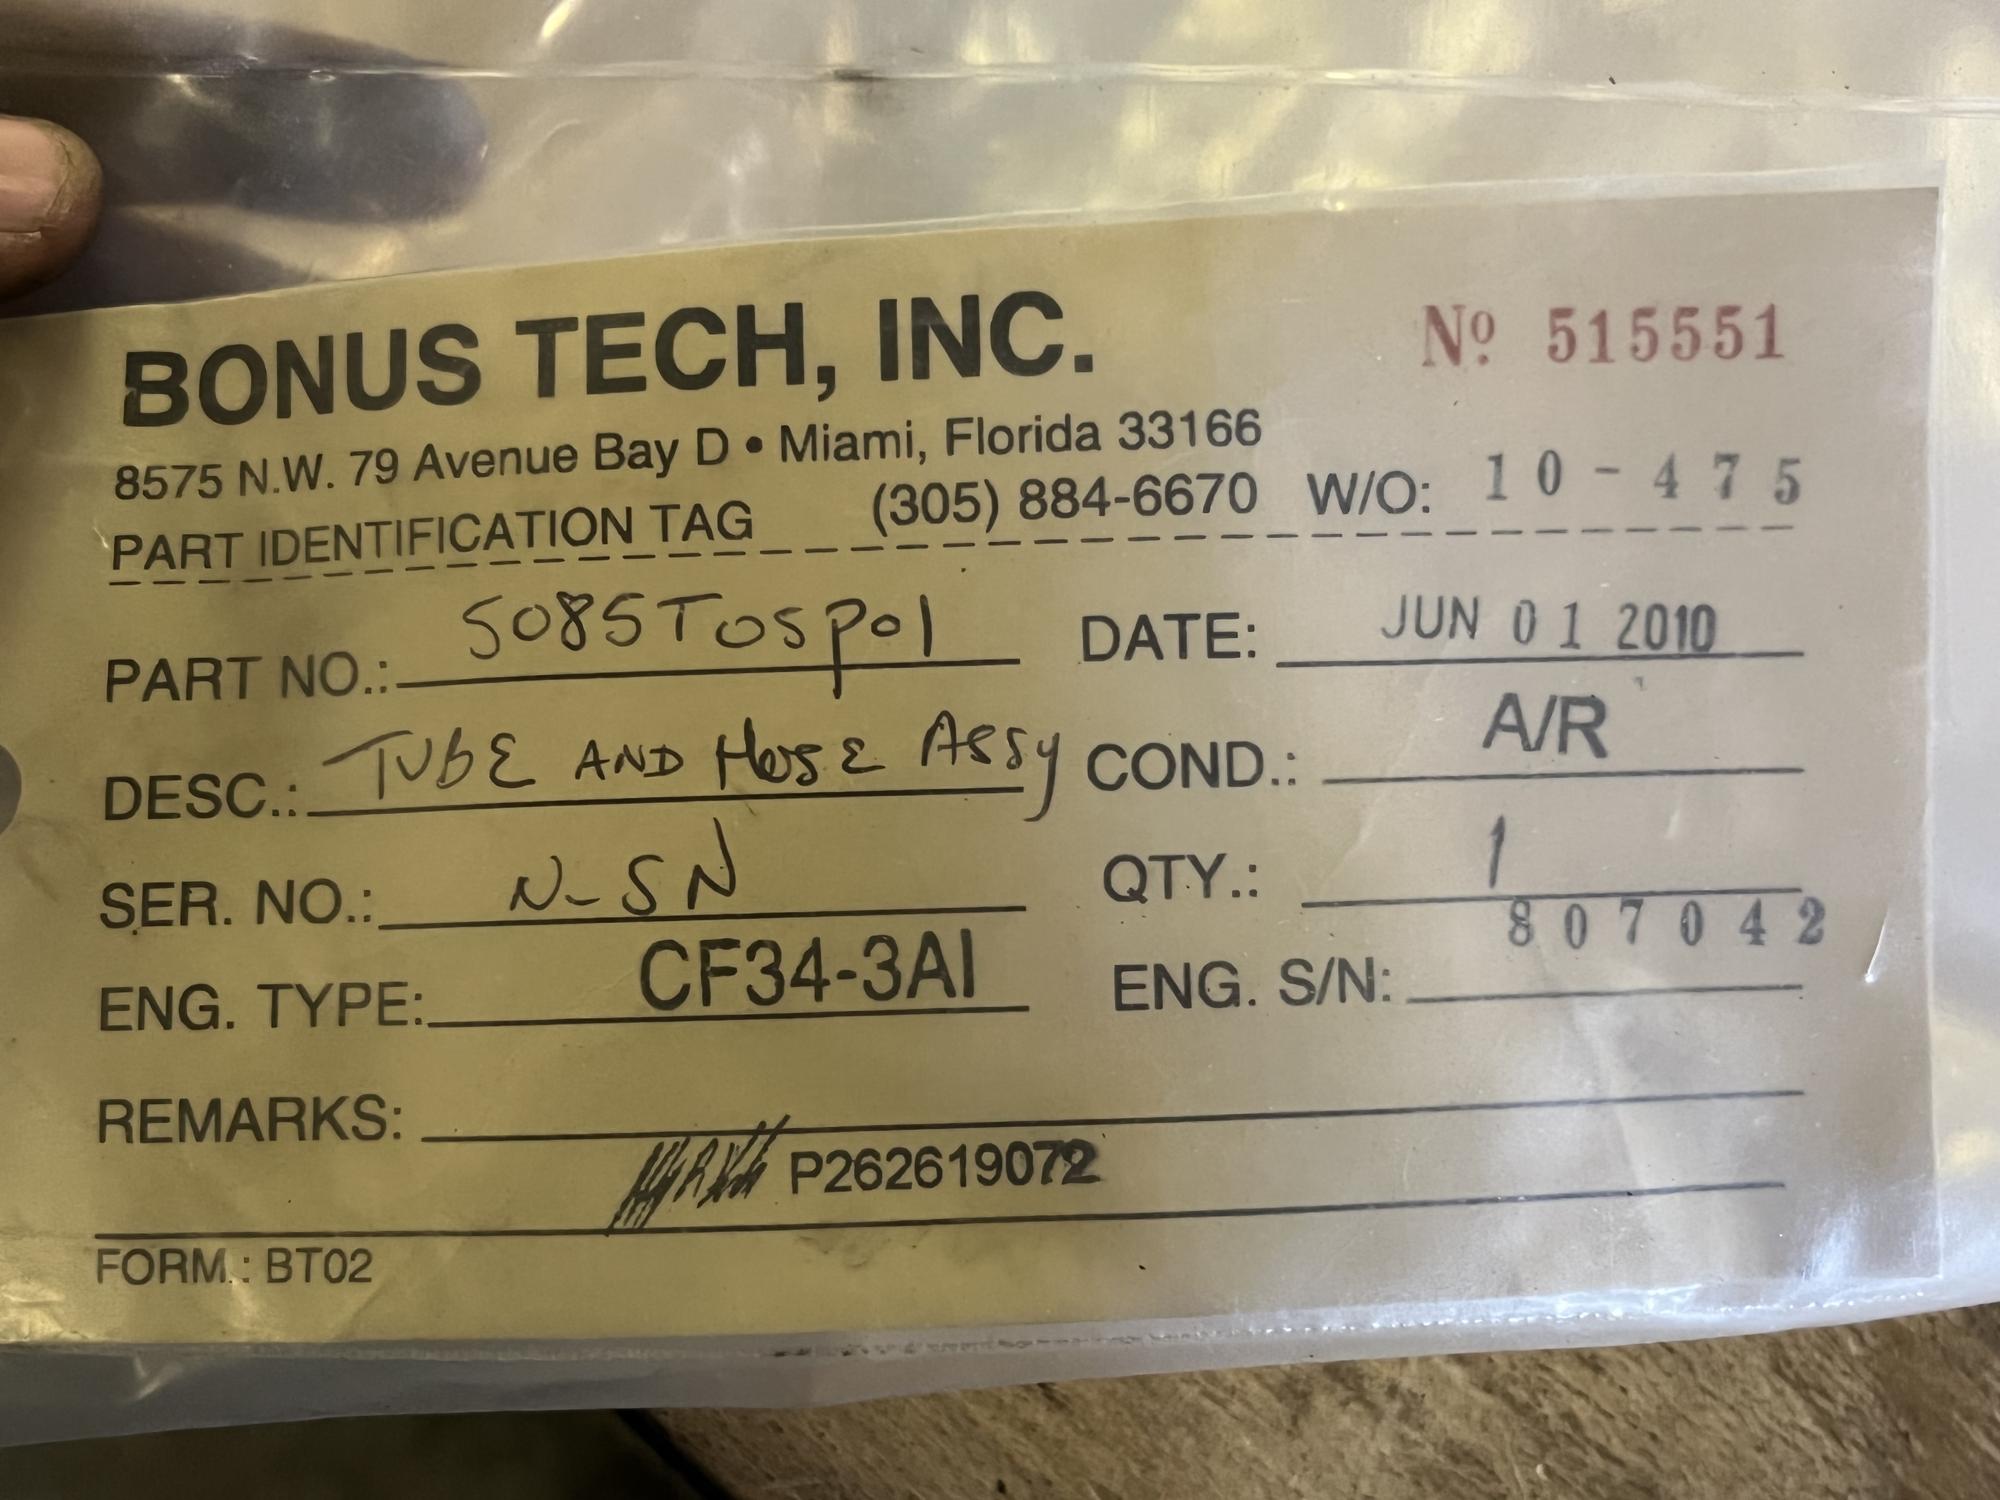 BONUS TECH, INC.
Nº 515551
8575 N.W. 79 Avenue Bay D • Miami, Florida 33166
PART IDENTIFICATION TAG (305) 884-6670 W/O: 10-475
PART NO.: 5085T05P01 DATE: JUN 01 2010
DESC.: TUBE AND HOSE ASSY COND.: A/R
SER. NO.: N-SN QTY.: 1
ENG. TYPE: CF34-3AI ENG. S/N: 807042
REMARKS:
P262619072
FORM.: BT02